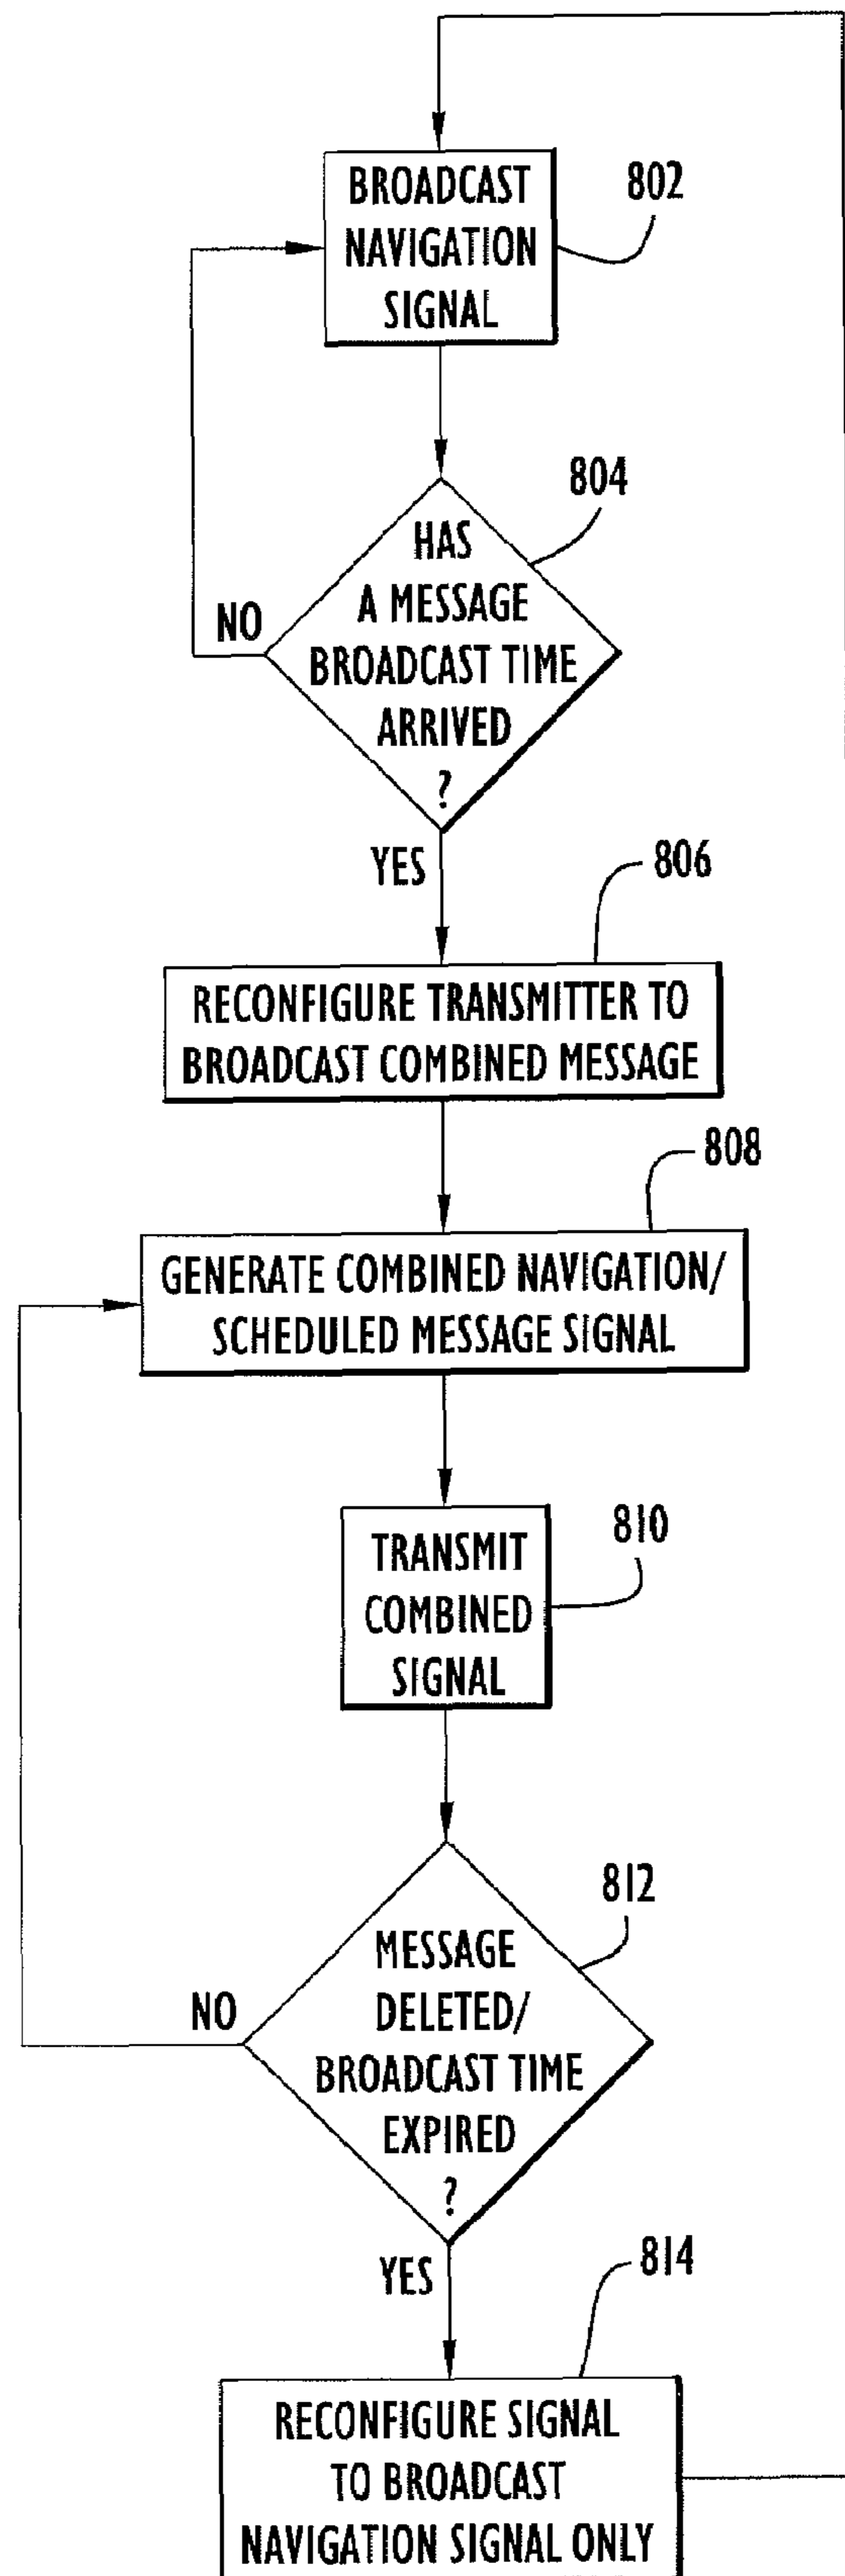 BROADCAST
NAVIGATION
SIGNAL
802
HAS
A MESSAGE
BROADCAST TIME
ARRIVED
?
804
NO
YES
806
RECONFIGURE TRANSMITTER TO
BROADCAST COMBINED MESSAGE
808
GENERATE COMBINED NAVIGATION/
SCHEDULED MESSAGE SIGNAL
TRANSMIT
COMBINED
SIGNAL
810
812
MESSAGE
DELETED/
BROADCAST TIME
EXPIRED
?
NO
YES
814
RECONFIGURE SIGNAL
TO BROADCAST
NAVIGATION SIGNAL ONLY